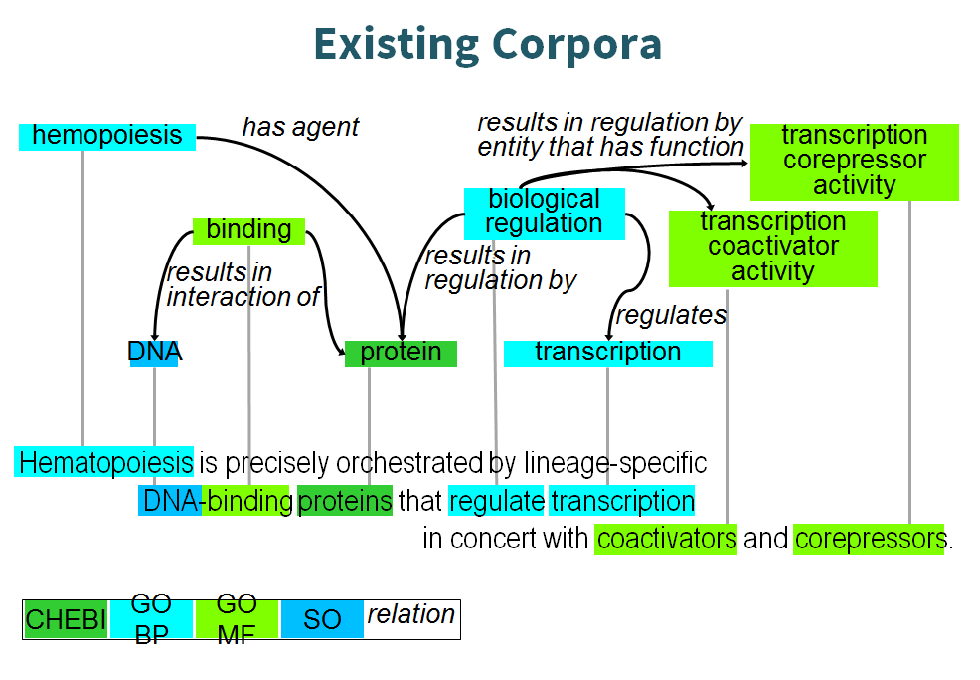 Existing Corpora
hemopoiesis
has agent
results in regulation by
entity that has function
transcription
corepressor
activity
biological
regulation
transcription
coactivator
activity
binding
results in
interaction of
results in
regulation by
regulates
DNA
protein
transcription
Hematopoiesis is precisely orchestrated by lineage-specific
DNA-binding proteins that regulate transcription
in concert with coactivators and corepressors.
CHEBI
GO
BP
GO
MF
SO
relation